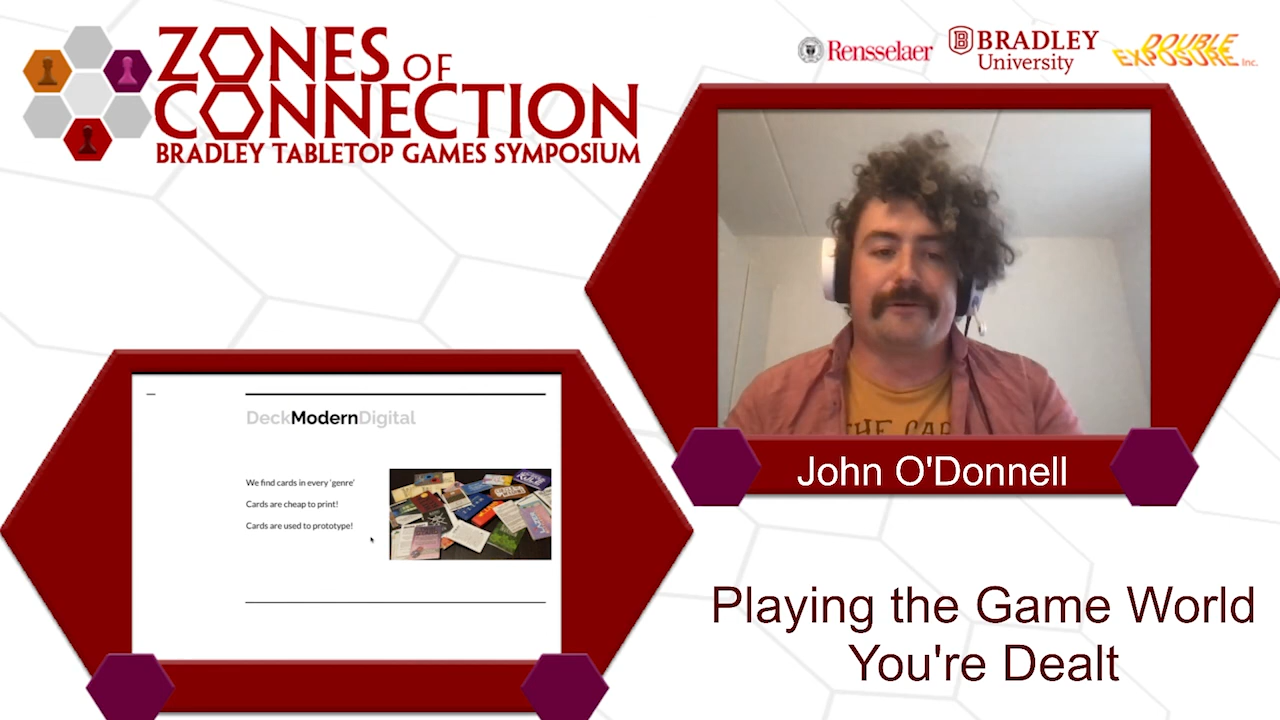 ZONES OF
CONNECTION
BRADLEY TABLETOP GAMES SYMPOSIUM
Rensselaer
BRADLEY
University
DOUBLE
EXPOSURE Inc.
THE CAR
John O'Donnell
DeckModernDigital
We find cards in every 'genre'
Cards are cheap to print!
Cards are used to prototype!
Playing the Game World
You're Dealt